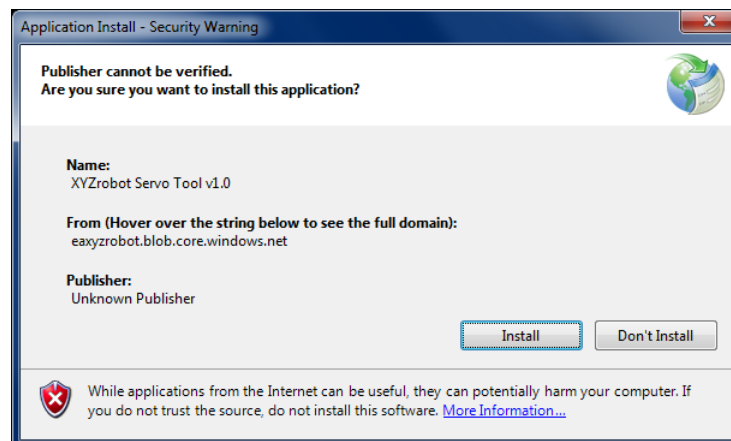 Application Install - Security Warning
Publisher cannot be verified.
Are you sure you want to install this application?
Name:
XYZrobot Servo Tool v1.0
From (Hover over the string below to see the full domain):
eaxyzrobot.blob.core.windows.net
Publisher:
Unknown Publisher
Install
Don't Install
While applications from the Internet can be useful, they can potentially harm your computer. If
you do not trust the source, do not install this software. More Information...